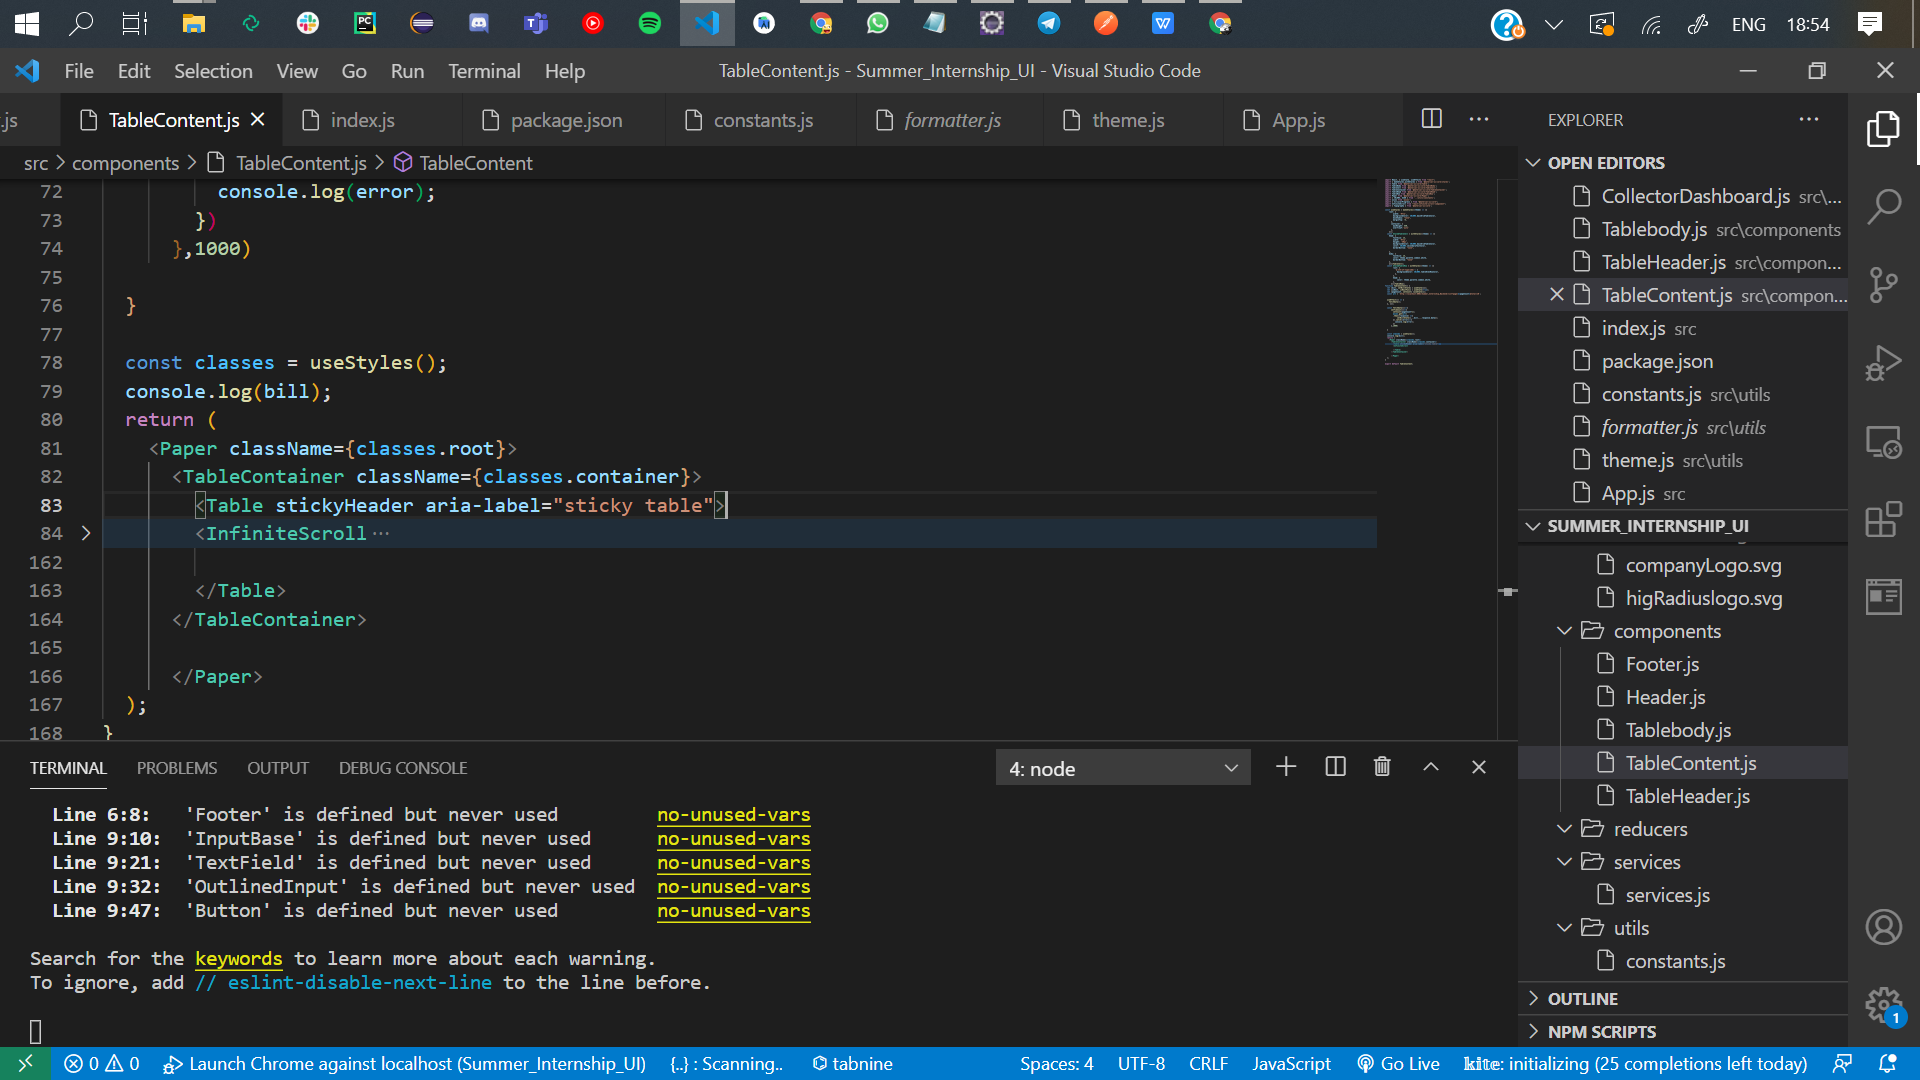 ENG
18:54
File Edit Selection View Go Run Terminal Help
TableContent.js - Summer_Internship_UI - Visual Studio Code
.js
TableContent.js
index.js
package.json
constants.js
formatter.js
theme.js
App.js
src > components > TableContent.js > TableContent
72 console.log(error);
73 })
74 },1000)
75
76 }
77
78 const classes = useStyles();
79 console.log(bill);
80 return (
81 <Paper className={classes.root}>
82 <TableContainer className={classes.container}>
83 <Table stickyHeader aria-label="sticky table">
84 <InfiniteScroll ...
162
163 </Table>
164 </TableContainer>
165
166 </Paper>
167 );
168 }
TERMINAL PROBLEMS OUTPUT DEBUG CONSOLE
4: node
Line 6:8: 'Footer' is defined but never used no-unused-vars
Line 9:10: 'InputBase' is defined but never used no-unused-vars
Line 9:21: 'TextField' is defined but never used no-unused-vars
Line 9:32: 'OutlinedInput' is defined but never used no-unused-vars
Line 9:47: 'Button' is defined but never used no-unused-vars
Search for the keywords to learn more about each warning.
To ignore, add // eslint-disable-next-line to the line before.
EXPLORER
OPEN EDITORS
CollectorDashboard.js src\...
Tablebody.js src\components
TableHeader.js src\compon...
TableContent.js src\compon...
index.js src
package.json
constants.js src\utils
formatter.js src\utils
theme.js src\utils
App.js src
SUMMER_INTERNSHIP_UI
companyLogo.svg
higRadiuslogo.svg
components
Footer.js
Header.js
Tablebody.js
TableContent.js
TableHeader.js
reducers
services
services.js
utils
constants.js
OUTLINE
NPM SCRIPTS
1
0 0 Launch Chrome against localhost (Summer_Internship_UI) {..} : Scanning.. tabnine
Spaces: 4 UTF-8 CRLF JavaScript Go Live kite: initializing (25 completions left today)